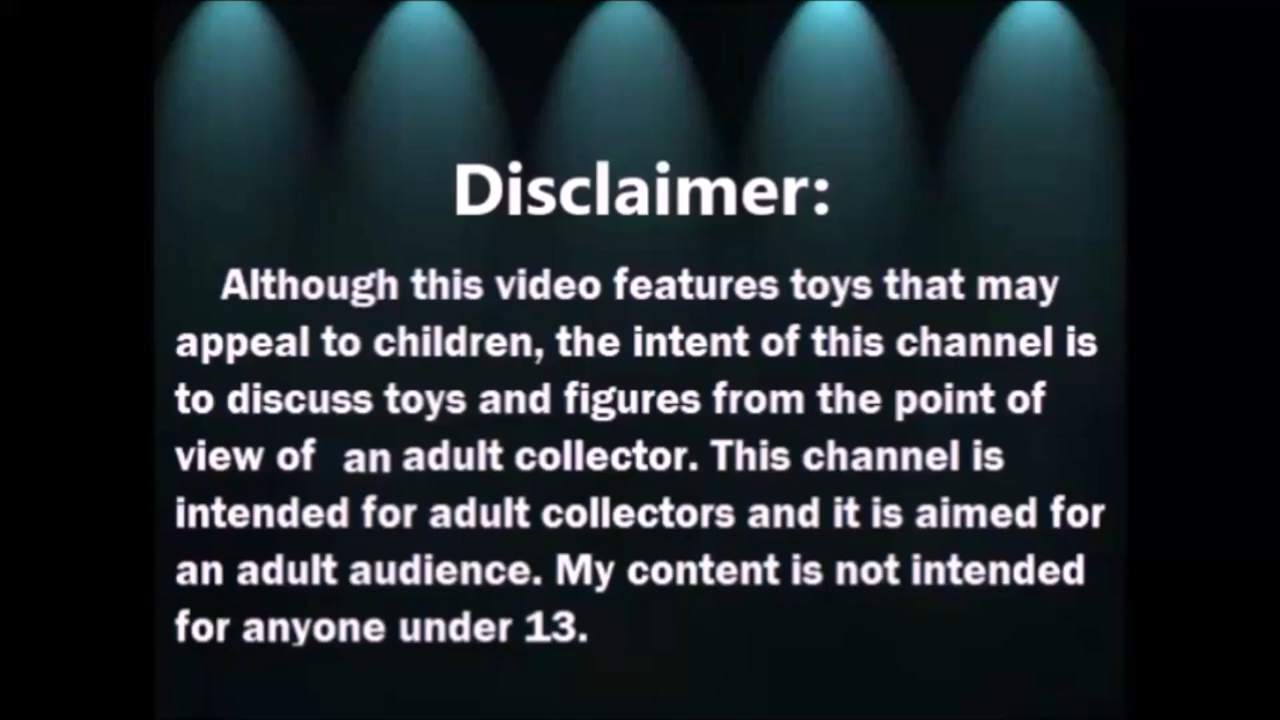 Disclaimer:
Although this video features toys that may
appeal to children, the intent of this channel is
to discuss toys and figures from the point of
view of an adult collector. This channel is
intended for adult collectors and it is aimed for
an adult audience. My content is not intended
for anyone under 13.